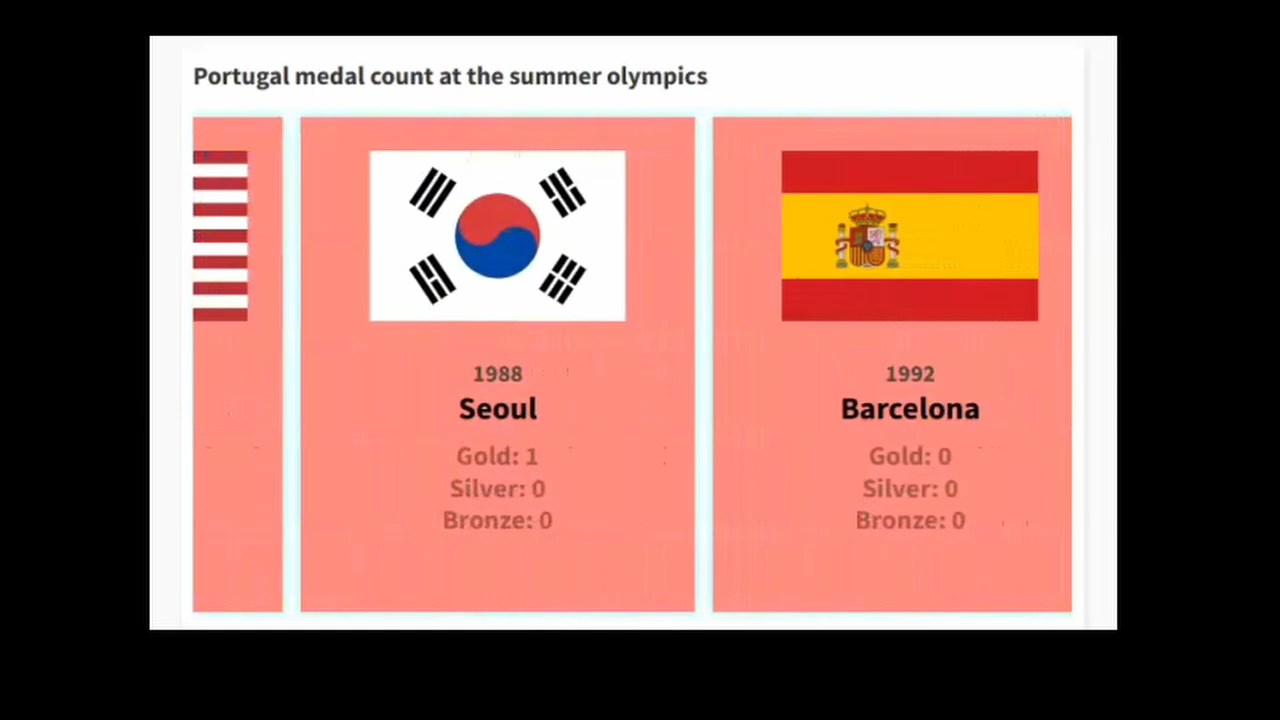 Portugal medal count at the summer olympics
1988
Seoul
Gold: 1
Silver: 0
Bronze: 0
1992
Barcelona
Gold: 0
Silver: 0
Bronze: 0